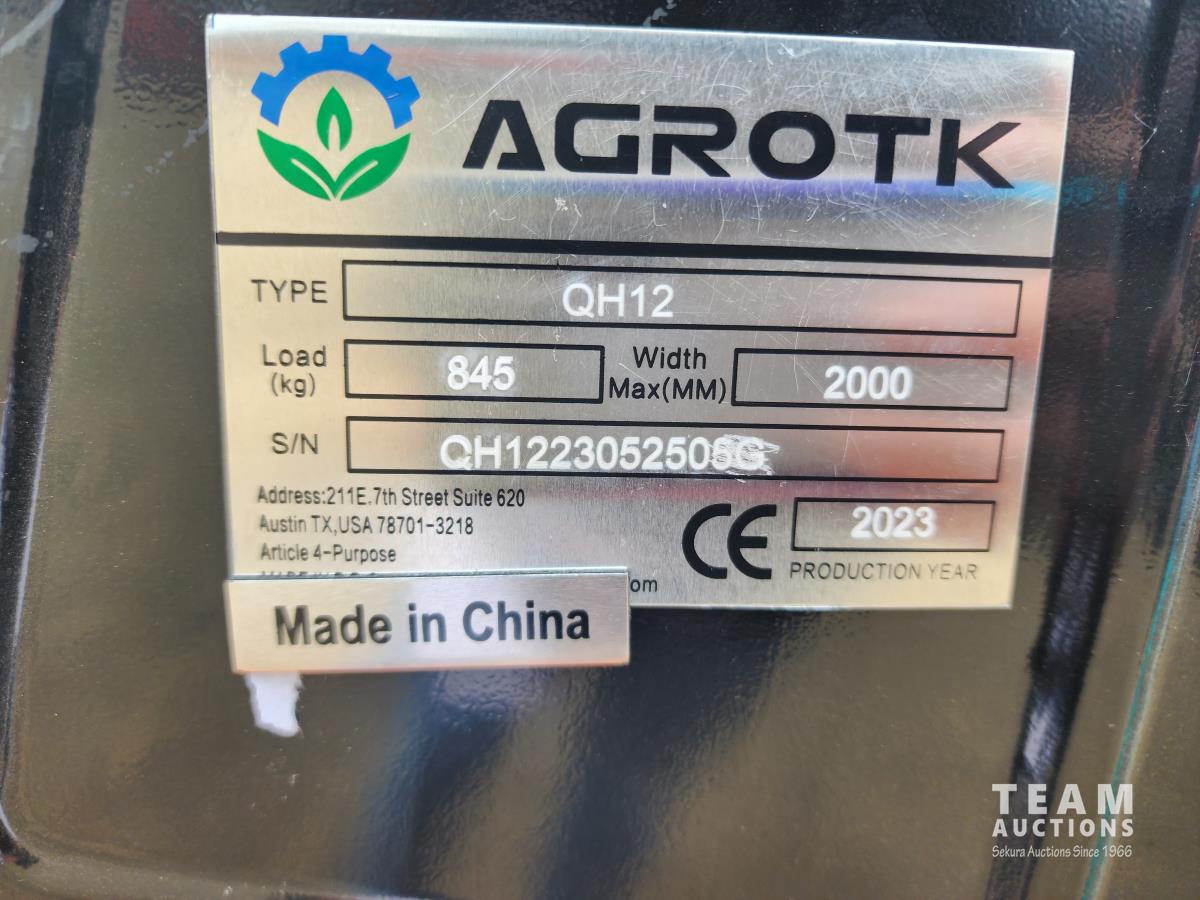 AGROTK
TYPE QH12
Load (kg) 845 Width Max(MM) 2000
S/N
Address:211E.7th Street Suite 620
Austin TX,USA 78701-3218
Article 4-Purpose
om
CE 2023
PRODUCTION YEAR
Made in China
TEAM
AUCTIONS
Sekura Auctions Since 1966